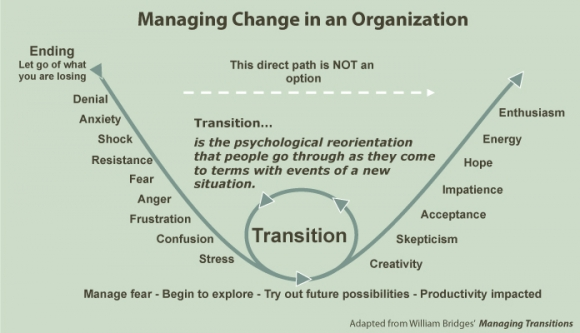 Managing Change in an Organization
Ending
Let go of what
you are losing
This direct path is NOT an
option
Denial
Anxiety
Shock
Resistance
Fear
Anger
Frustration
Confusion
Stress
Transition...
is the psychological reorientation
that people go through as they come
to terms with events of a new
situation.
Transition
Enthusiasm
Energy
Hope
Impatience
Acceptance
Skepticism
Creativity
Manage fear - Begin to explore - Try out future possibilities - Productivity impacted
Adapted from William Bridges' Managing Transitions